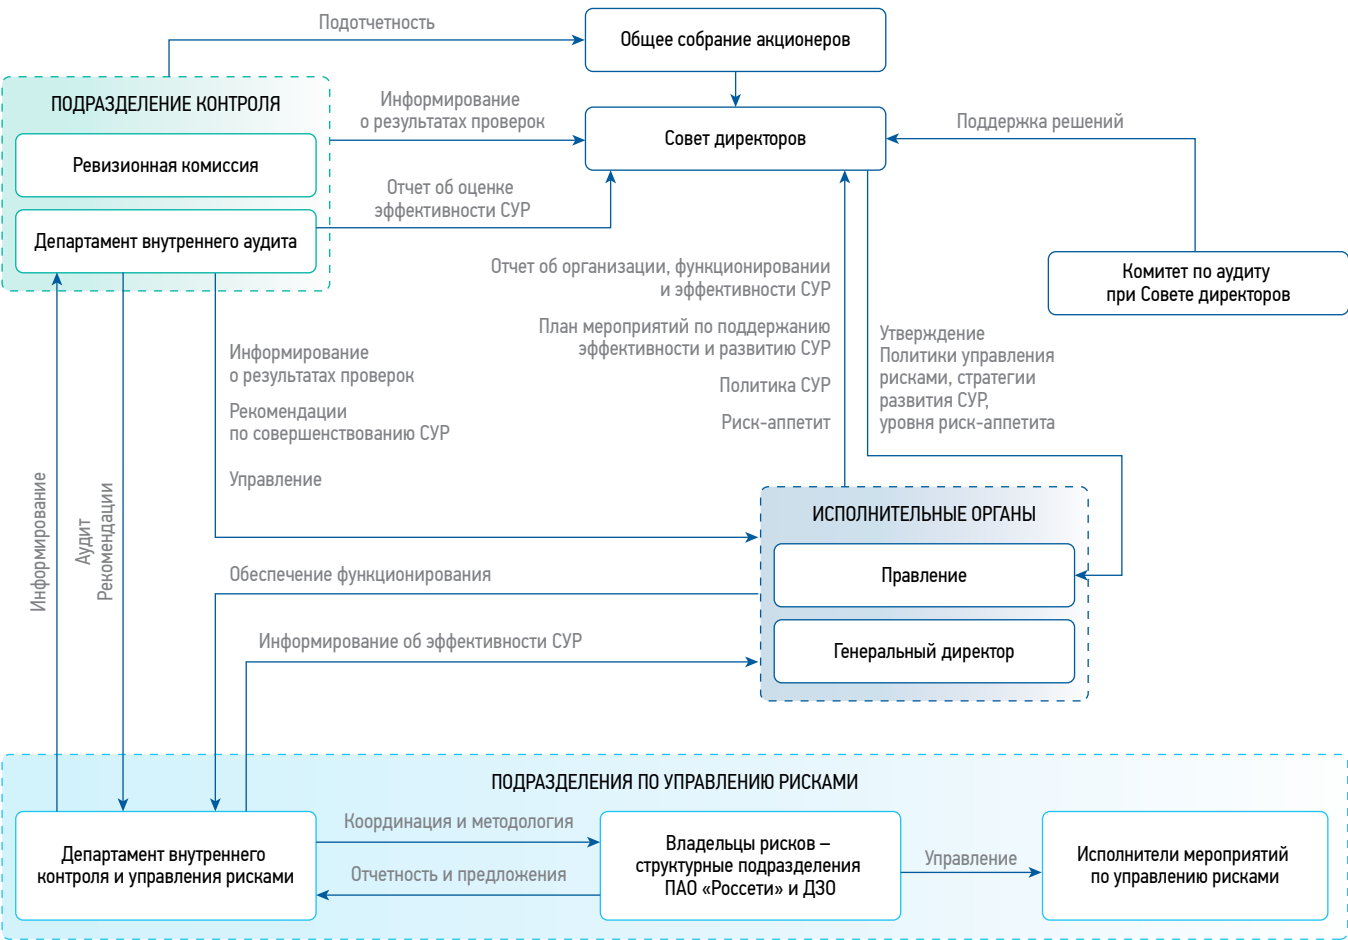 Подотчетность
Общее собрание акционеров
ПОДРАЗДЕЛЕНИЕ КОНТРОЛЯ
Ревизионная комиссия
Департамент внутреннего аудита
Информирование
о результатах проверок
Совет директоров
Поддержка решений
Отчет об оценке
эффективности СУР
Комитет по аудиту
при Совете директоров
Отчет об организации, функционировании
и эффективности СУР
План мероприятий по поддержанию
эффективности и развитию СУР
Политика СУР
Риск-аппетит
Утверждение
Политики управления
рисками, стратегии
развития СУР,
уровня риск-аппетита
Информирование
о результатах проверок
Рекомендации
по совершенствованию СУР
Управление
Информирование
Аудит
Рекомендации
ИСПОЛНИТЕЛЬНЫЕ ОРГАНЫ
Правление
Генеральный директор
Обеспечение функционирования
Информирование об эффективности СУР
ПОДРАЗДЕЛЕНИЯ ПО УПРАВЛЕНИЮ РИСКАМИ
Департамент внутреннего
контроля и управления рисками
Координация и методология
Отчетность и предложения
Владельцы рисков –
структурные подразделения
ПАО «Россети» и ДЗО
Управление
Исполнители мероприятий
по управлению рисками